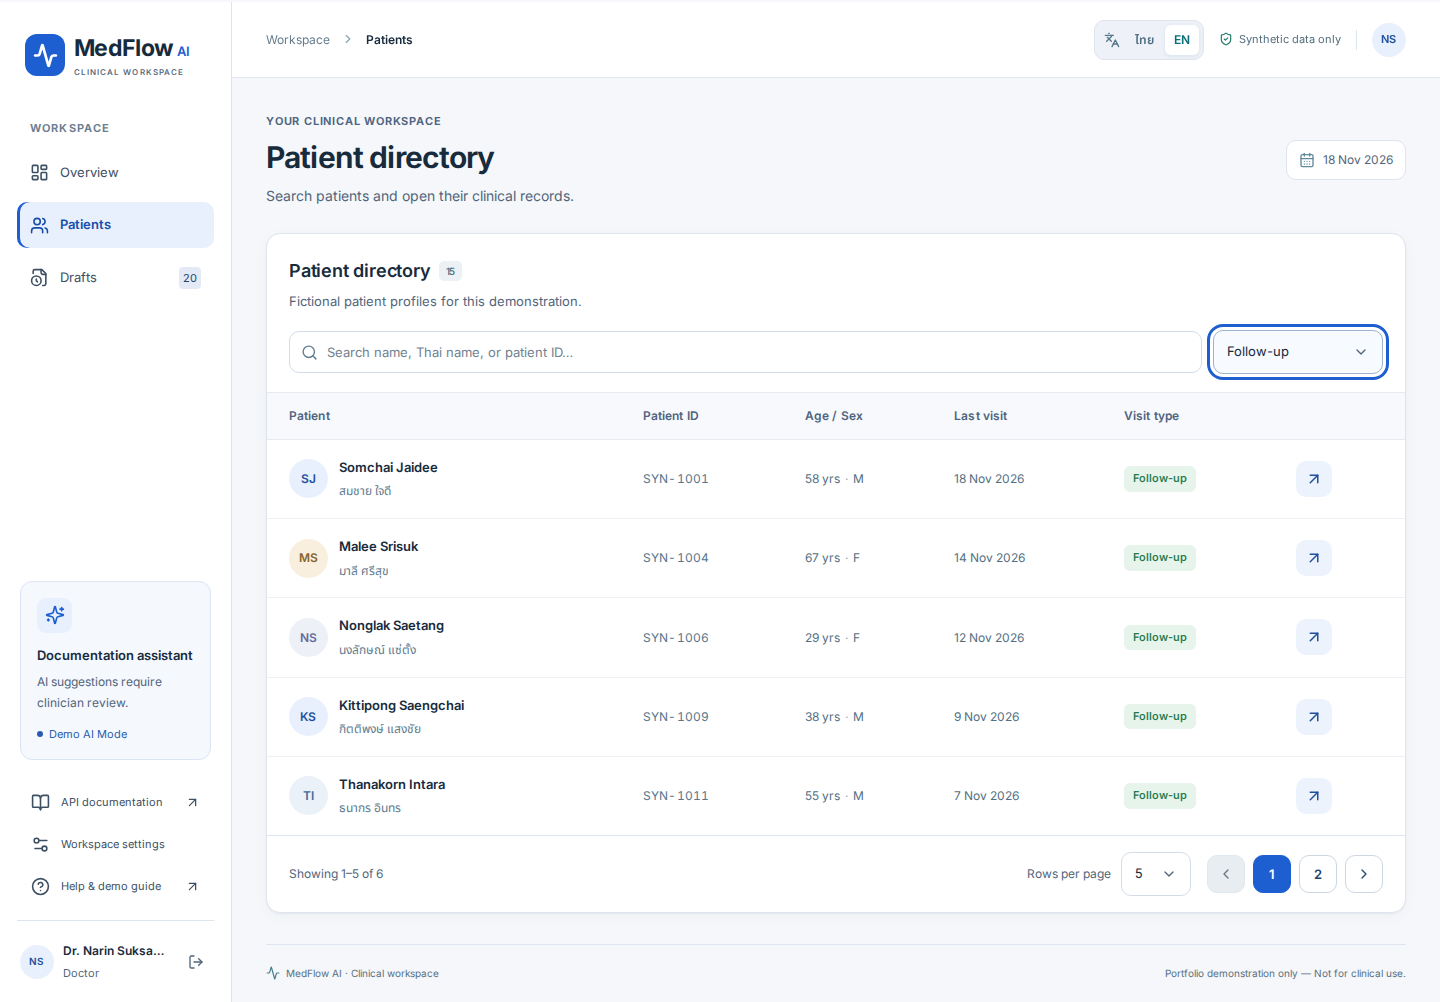 MedFlow AI
CLINICAL WORKSPACE
WORKSPACE
Overview
Patients
Drafts 20
Documentation assistant
AI suggestions require
clinician review.
Demo AI Mode
API documentation
Workspace settings
Help & demo guide
NS Dr. Narin Suksa...
Doctor
Workspace Patients
ไทย EN Synthetic data only NS
YOUR CLINICAL WORKSPACE
Patient directory
18 Nov 2026
Search patients and open their clinical records.
Patient directory 15
Fictional patient profiles for this demonstration.
Search name, Thai name, or patient ID...
Follow-up
Patient Patient ID Age / Sex Last visit Visit type
SJ Somchai Jaidee SYN-1001 58 yrs · M 18 Nov 2026 Follow-up
สมชาย ใจดี
MS Malee Srisuk SYN-1004 67 yrs · F 14 Nov 2026 Follow-up
มาลี ศรีสุข
NS Nonglak Saetang SYN-1006 29 yrs · F 12 Nov 2026 Follow-up
นงลักษณ์ แซ่ตั้ง
KS Kittipong Saengchai SYN-1009 38 yrs · M 9 Nov 2026 Follow-up
กิตติพงษ์ แสงชัย
TI Thanakorn Intara SYN-1011 55 yrs · M 7 Nov 2026 Follow-up
ธนากร อินทร
Showing 1–5 of 6 Rows per page 5 1 2
MedFlow AI · Clinical workspace
Portfolio demonstration only — Not for clinical use.